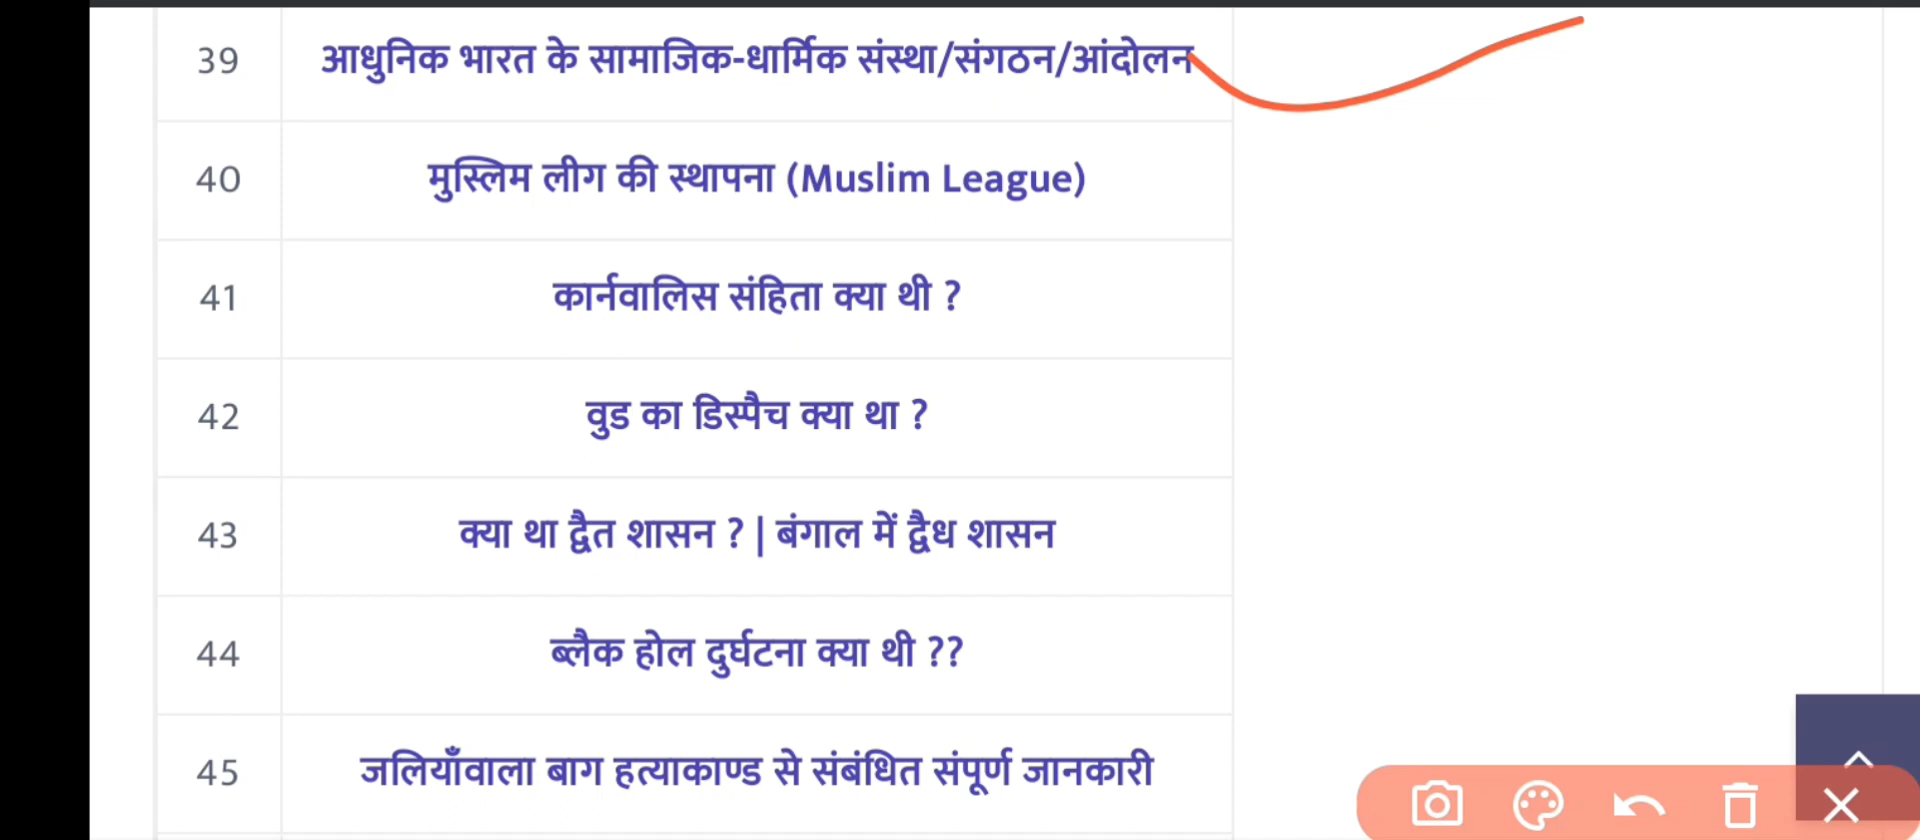 39 आधुनिक भारत के सामाजिक-धार्मिक संस्था/संगठन/आंदोलन
40 मुस्लिम लीग की स्थापना (Muslim League)
41 कार्नवालिस संहिता क्या थी ?
42 वुड का डिस्पैच क्या था ?
43 क्या था द्वैत शासन ? | बंगाल में द्वैध शासन
44 ब्लैक होल दुर्घटना क्या थी ??
45 जलियाँवाला बाग हत्याकाण्ड से संबंधित संपूर्ण जानकारी